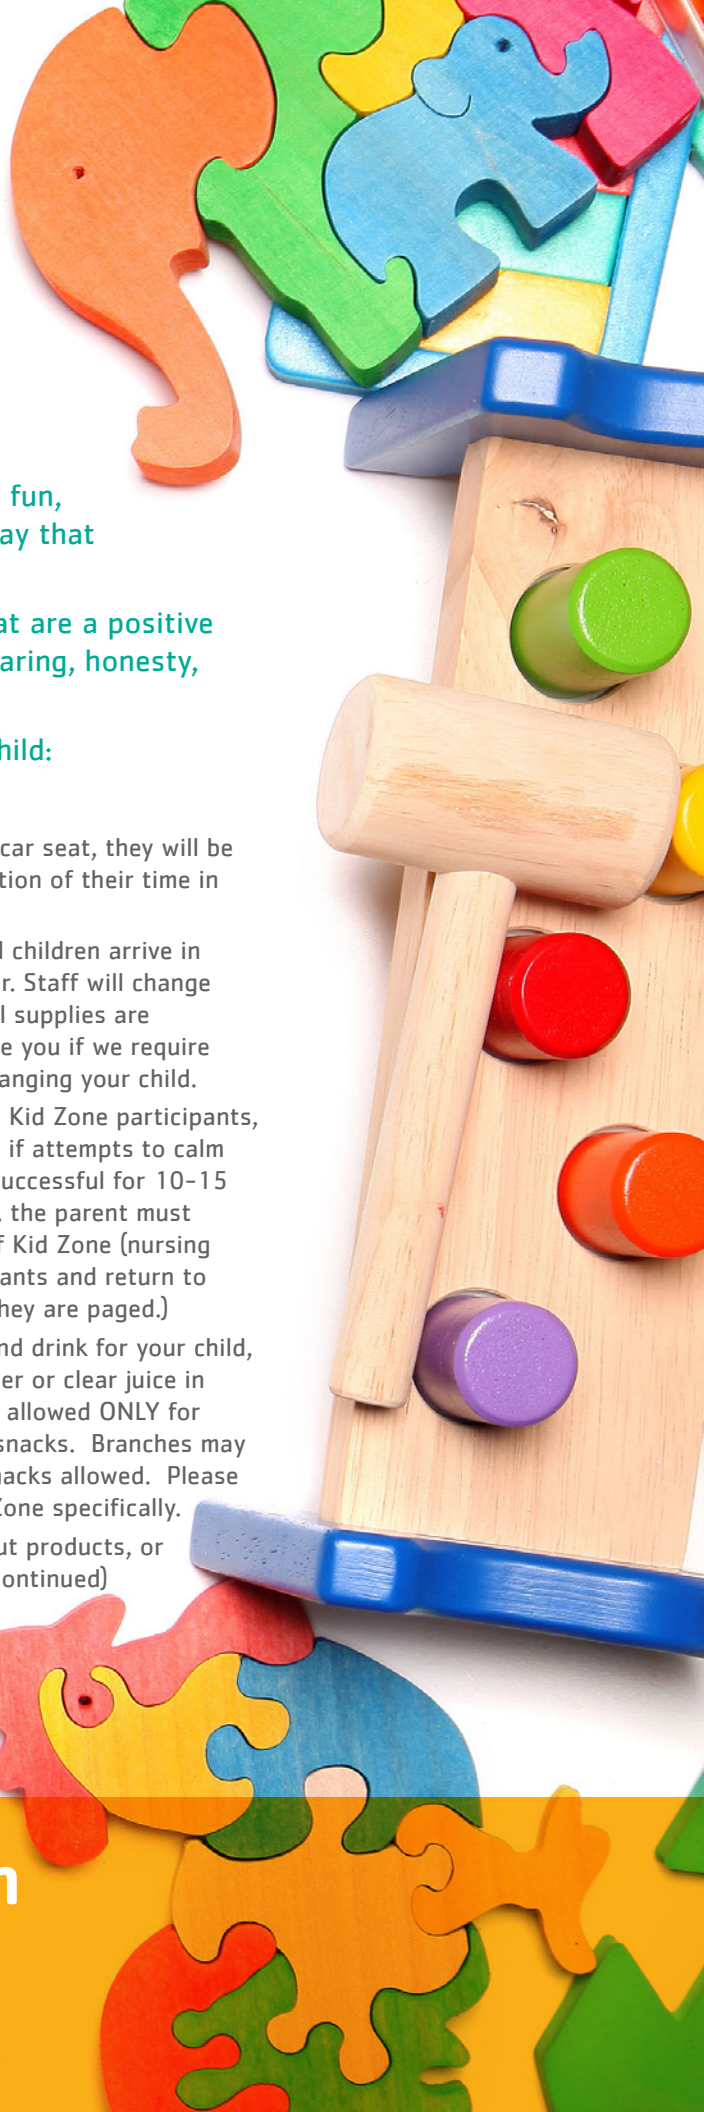 fun,
ay that
at are a positive
aring, honesty,
hild:
car seat, they will be
tion of their time in
l children arrive in
r. Staff will change
l supplies are
e you if we require
anging your child.
Kid Zone participants,
if attempts to calm
uccessful for 10-15
, the parent must
f Kid Zone (nursing
ants and return to
hey are paged.)
nd drink for your child,
er or clear juice in
allowed ONLY for
snacks.  Branches may
nacks allowed.  Please
Zone specifically.
ut products, or
ontinued)
n